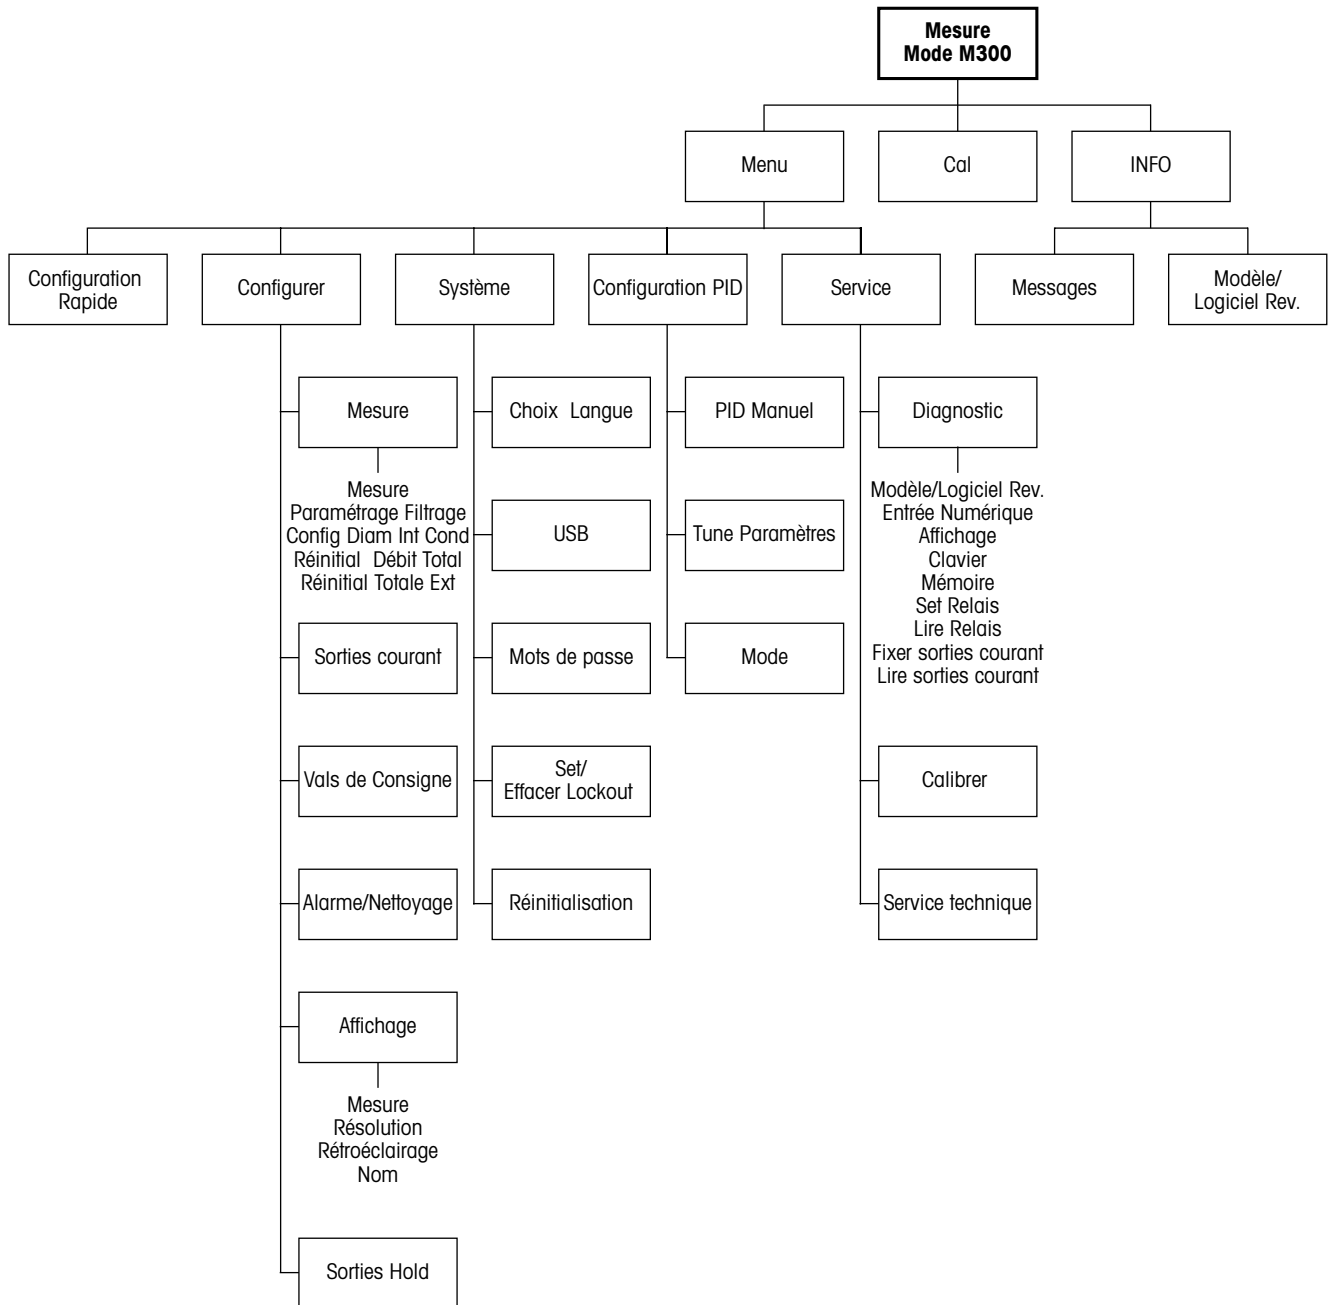 Mesure
Mode M300
Menu
Cal
INFO
Configuration
Rapide
Configurer
Système
Configuration PID
Service
Messages
Modèle/
Logiciel Rev.
Mesure
Mesure
Paramétrage Filtrage
Config Diam Int Cond
Réinitial Débit Total
Réinitial Totale Ext
Sorties courant
Vals de Consigne
Alarme/Nettoyage
Affichage
Mesure
Résolution
Rétroéclairage
Nom
Sorties Hold
Choix Langue
USB
Mots de passe
Set/
Effacer Lockout
Réinitialisation
PID Manuel
Tune Paramètres
Mode
Diagnostic
Modèle/Logiciel Rev.
Entrée Numérique
Affichage
Clavier
Mémoire
Set Relais
Lire Relais
Fixer sorties courant
Lire sorties courant
Calibrer
Service technique